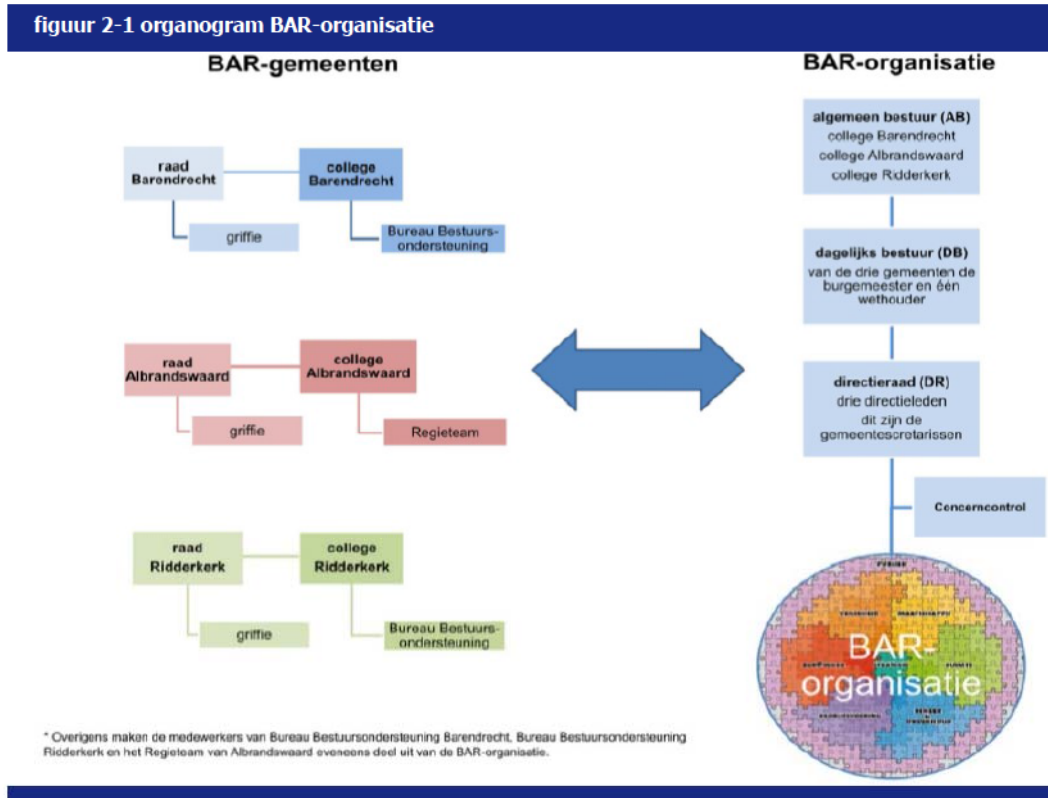 figuur 2-1 organogram BAR-organisatie
BAR-gemeenten
raad
Barendrecht
college
Barendrecht
griffie
Bureau Bestuurs-
ondersteuning
raad
Albrandswaard
college
Albrandswaard
griffie
Regieteam
raad
Ridderkerk
college
Ridderkerk
griffie
Bureau Bestuurs-
ondersteuning
* Overigens maken de medewerkers van Bureau Bestuursondersteuning Barendrecht, Bureau Bestuursondersteuning
Ridderkerk en het Regieteam van Albrandswaard eveneens deel uit van de BAR-organisatie.
BAR-organisatie
algemeen bestuur (AB)
college Barendrecht
college Albrandswaard
college Ridderkerk
dagelijks bestuur (DB)
van de drie gemeenten de
burgemeester en één
wethouder
directieraad (DR)
drie directieleden
dit zijn de
gemeentescretarissen
Concerncontrol
BAR-
organisatie